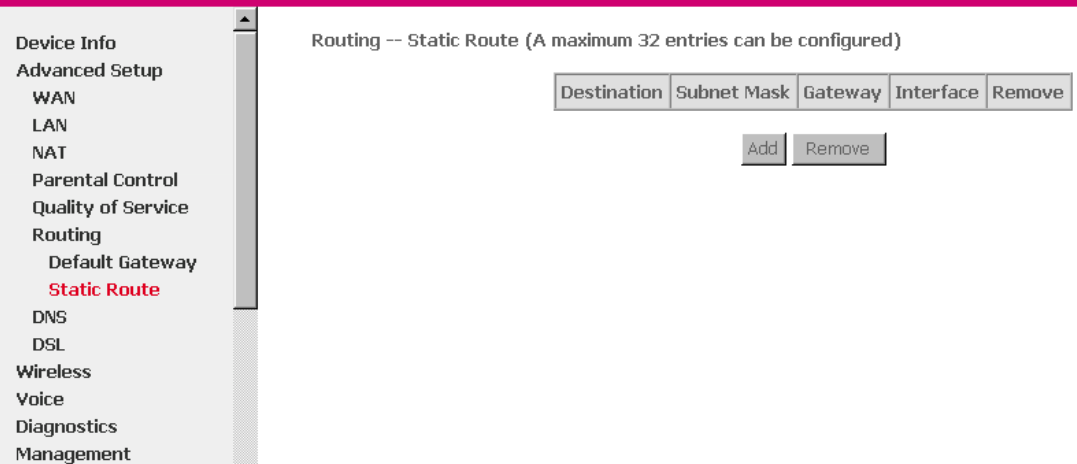 Device Info
Advanced Setup
WAN
LAN
NAT
Parental Control
Quality of Service
Routing
Default Gateway
Static Route
DNS
DSL
Wireless
Voice
Diagnostics
Management
Routing -- Static Route (A maximum 32 entries can be configured)
Destination Subnet Mask Gateway Interface Remove
Add Remove